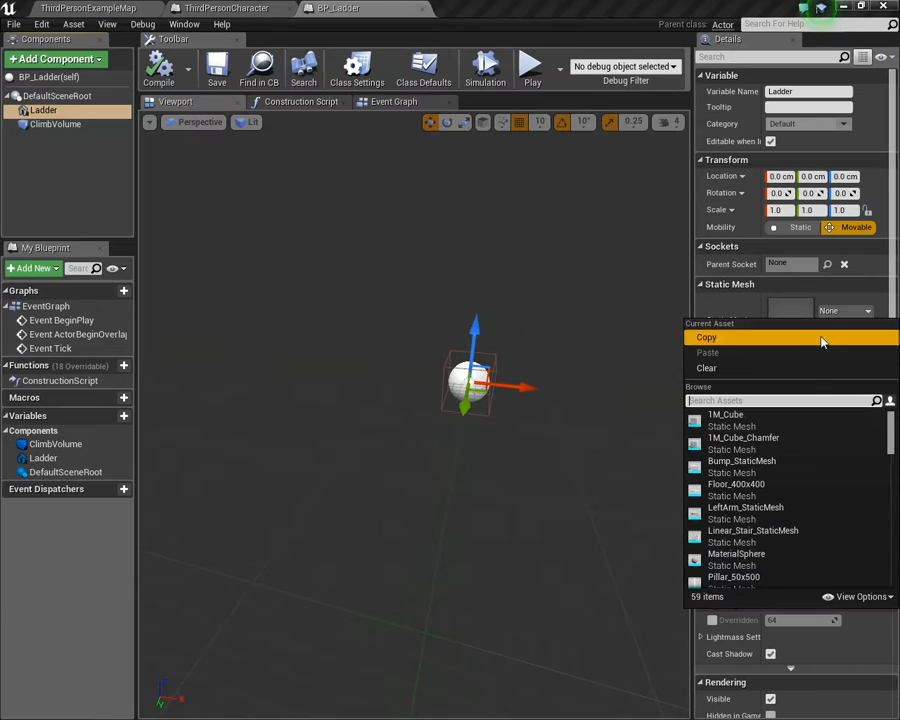 ThirdPersonExampleMap
ThirdPersonCharacter
BP_Ladder
File Edit Asset View Debug Window Help
Parent class: Actor
Search For Help
Components
+ Add Component
BP_Ladder(self)
DefaultSceneRoot
Ladder
ClimbVolume
Toolbar
Compile
Save
Find in CB
Search
Class Settings
Class Defaults
Simulation
Play
No debug object selected
Debug Filter
Viewport
Construction Script
Event Graph
Perspective
Lit
10
10°
0.25
4
My Blueprint
+ Add New
Searc
Graphs
EventGraph
Event BeginPlay
Event ActorBeginOverlap
Event Tick
Functions (18 Overridable)
ConstructionScript
Macros
Variables
Components
ClimbVolume
Ladder
DefaultSceneRoot
Event Dispatchers
Details
Search
Variable
Variable Name Ladder
Tooltip
Category Default
Editable when I
Transform
Location 0.0 cm 0.0 cm 0.0 cm
Rotation 0.0 0.0 0.0
Scale 1.0 1.0 1.0
Mobility Static Movable
Sockets
Parent Socket None
Static Mesh
None
Current Asset
Copy
Paste
Clear
Browse
Search Assets
1M_Cube
Static Mesh
1M_Cube_Chamfer
Static Mesh
Bump_StaticMesh
Static Mesh
Floor_400x400
Static Mesh
LeftArm_StaticMesh
Static Mesh
Linear_Stair_StaticMesh
Static Mesh
MaterialSphere
Static Mesh
Pillar_50x500
59 items
View Options
Overridden 64
Lightmass Sett
Cast Shadow
Rendering
Visible
Hidden in Game